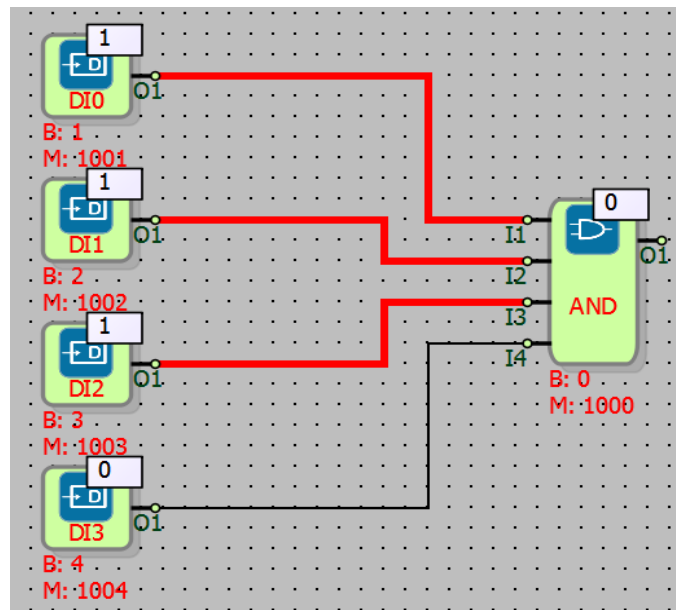 1
D
DI0
O1
B: 1
M: 1001
1
D
DI1
O1
B: 2
M: 1002
1
D
DI2
O1
B: 3
M: 1003
0
D
DI3
O1
B: 4
M: 1004
0
I1
I2
I3
I4
AND
O1
B: 0
M: 1000